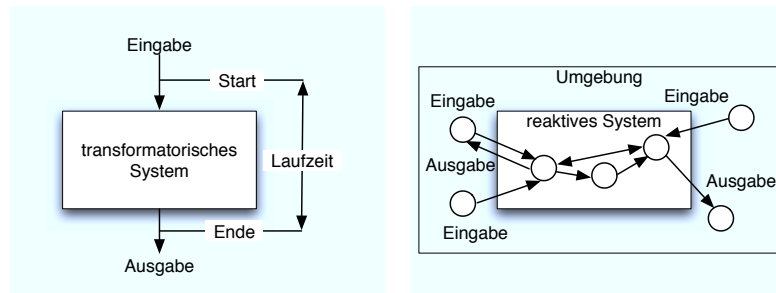 Eingabe
Start
transformatorisches
System
Laufzeit
Ende
Ausgabe
Umgebung
Eingabe
Eingabe
reaktives System
Ausgabe
Ausgabe
Eingabe